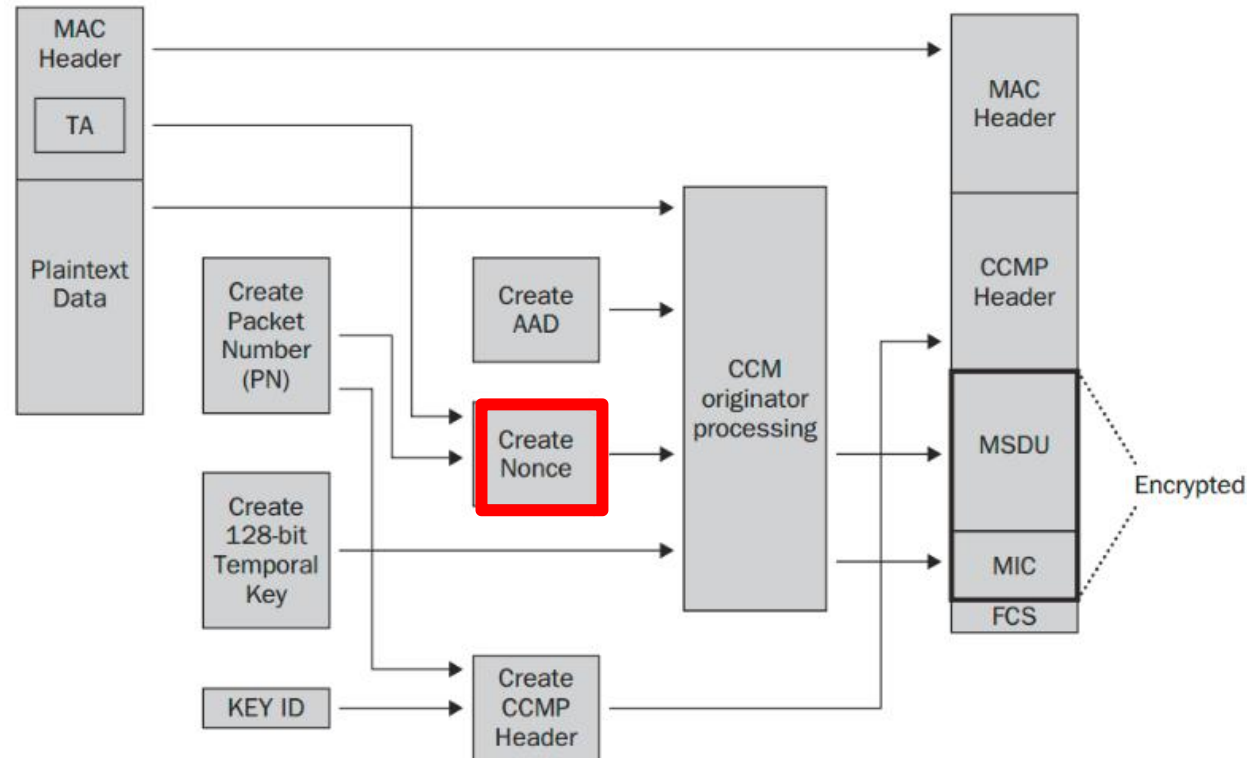 MAC
Header
TA
Plaintext
Data
Create
Packet
Number
(PN)
Create
128-bit
Temporal
Key
KEY ID
Create
AAD
Create
Nonce
Create
CCMP
Header
CCM
originator
processing
MAC
Header
CCMP
Header
MSDU
MIC
FCS
Encrypted